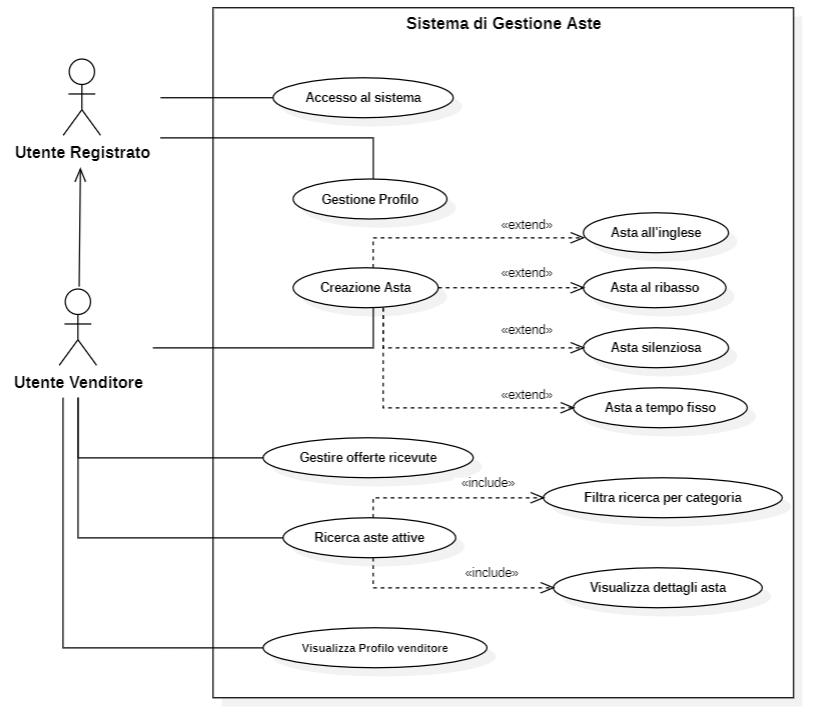 Sistema di Gestione Aste
Accesso al sistema
Utente Registrato
Gestione Profilo
«extend»
Asta all'inglese
«extend»
Creazione Asta
Asta al ribasso
«extend»
Asta silenziosa
Utente Venditore
«extend»
Asta a tempo fisso
Gestire offerte ricevute
«include»
Filtra ricerca per categoria
Ricerca aste attive
«include»
Visualizza dettagli asta
Visualizza Profilo venditore